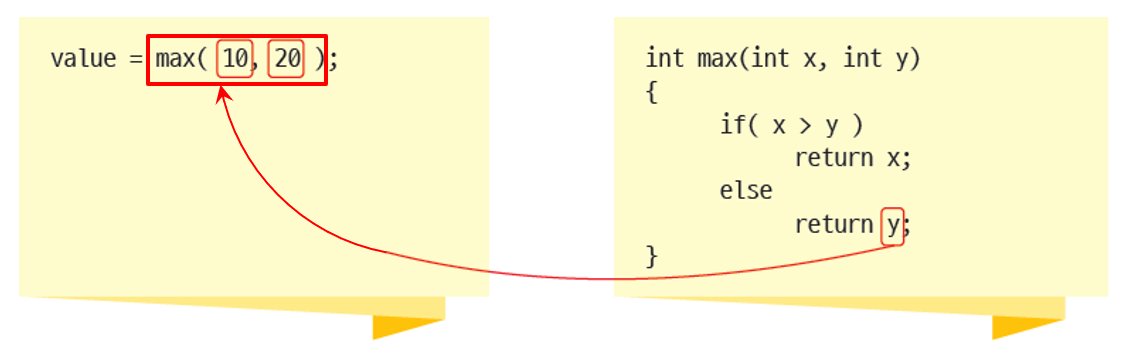 value = max( 10, 20 );
int max(int x, int y)
{
if( x > y )
return x;
else
return y;
}